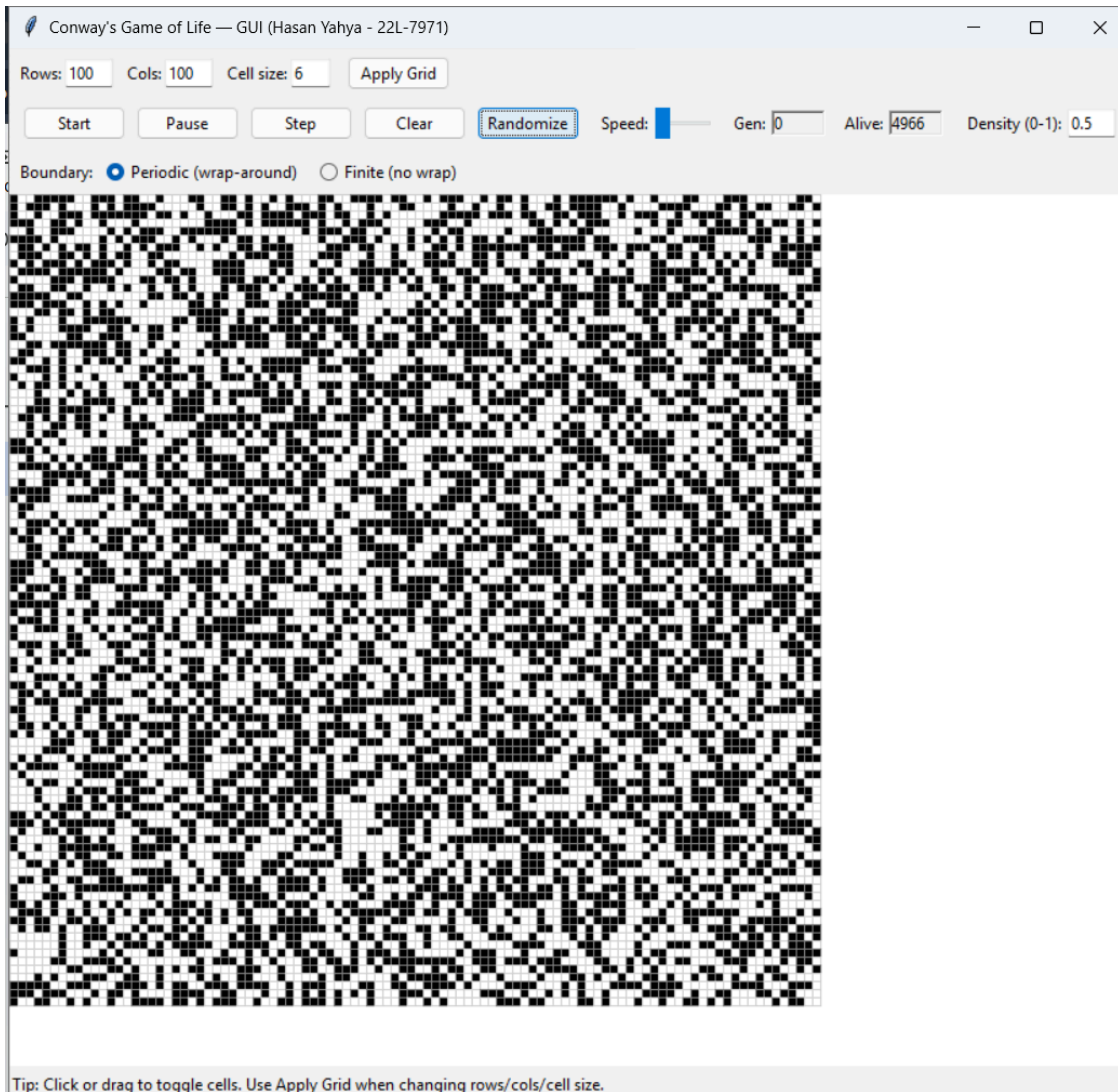 Conway's Game of Life — GUI (Hasan Yahya - 22L-7971)
Rows: 100 Cols: 100 Cell size: 6 Apply Grid
Start Pause Step Clear Randomize Speed: Gen: 0 Alive: 4966 Density (0-1): 0.5
Boundary: Periodic (wrap-around) Finite (no wrap)
Tip: Click or drag to toggle cells. Use Apply Grid when changing rows/cols/cell size.